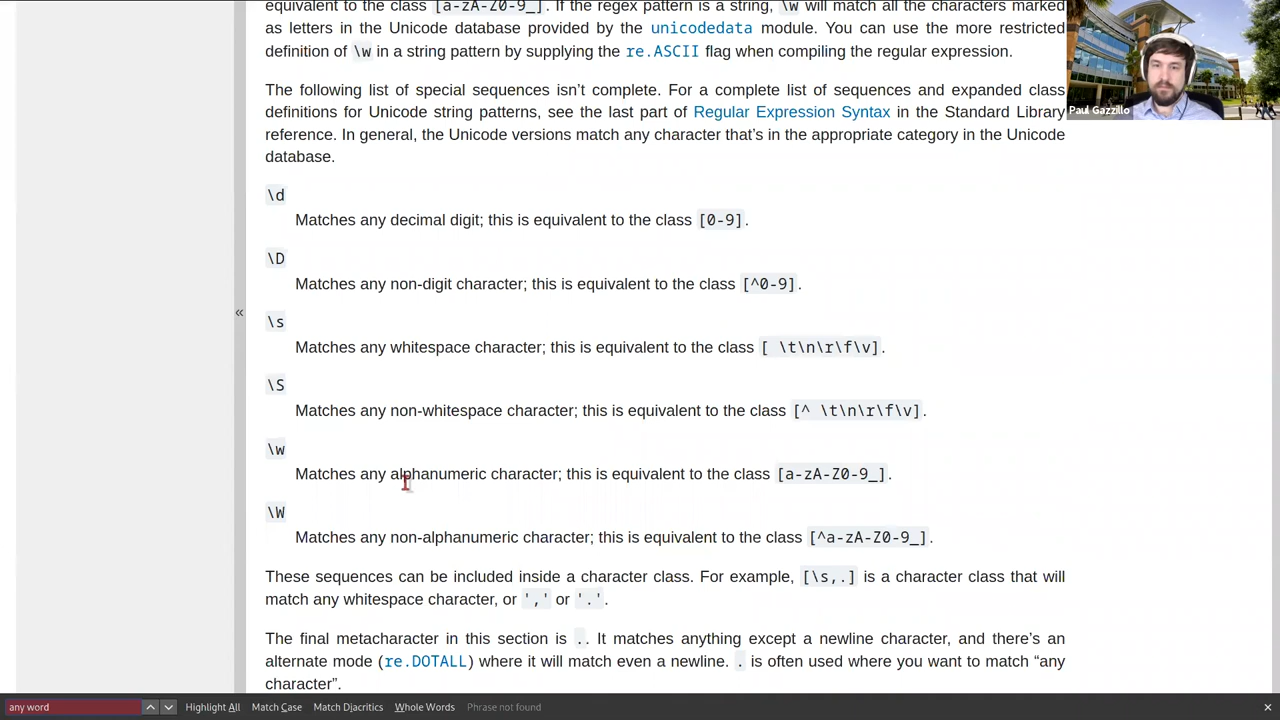 equivalent to the class [a-zA-Z0-9_]. If the regex pattern is a string, \w will match all the characters marked
as letters in the Unicode database provided by the unicodedata module. You can use the more restricted
definition of \w in a string pattern by supplying the re.ASCII flag when compiling the regular expression.
The following list of special sequences isn’t complete. For a complete list of sequences and expanded class
definitions for Unicode string patterns, see the last part of Regular Expression Syntax in the Standard Library
reference. In general, the Unicode versions match any character that’s in the appropriate category in the Unicode
database.
\d
Matches any decimal digit; this is equivalent to the class [0-9].
\D
Matches any non-digit character; this is equivalent to the class [^0-9].
«
\s
Matches any whitespace character; this is equivalent to the class [ \t\n\r\f\v].
\S
Matches any non-whitespace character; this is equivalent to the class [^ \t\n\r\f\v].
\w
Matches any alphanumeric character; this is equivalent to the class [a-zA-Z0-9_].
\W
Matches any non-alphanumeric character; this is equivalent to the class [^a-zA-Z0-9_].
These sequences can be included inside a character class. For example, [\s,.] is a character class that will
match any whitespace character, or ',' or '.'.
The final metacharacter in this section is .. It matches anything except a newline character, and there’s an
alternate mode (re.DOTALL) where it will match even a newline. . is often used where you want to match “any
character”.
Paul Gazzillo
any word Highlight All Match Case Match Diacritics Whole Words Phrase not found